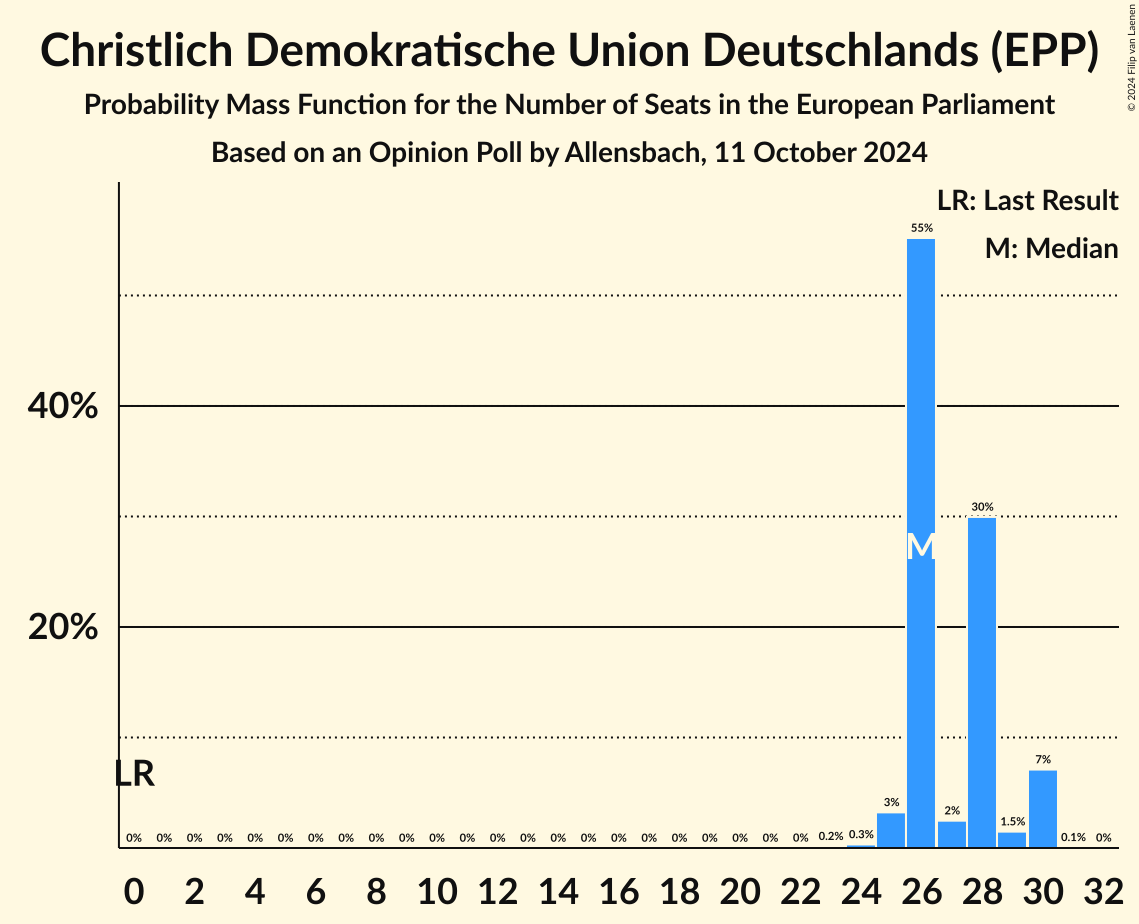 Christlich Demokratische Union Deutschlands (EPP)
Probability Mass Function for the Number of Seats in the European Parliament
Based on an Opinion Poll by Allensbach, 11 October 2024
© 2024 Filip van Laenen
LR: Last Result
M: Median
55%
40%
30%
M
20%
LR
7%
3%
2%
1.5%
0% 0% 0% 0% 0% 0% 0% 0% 0% 0% 0% 0% 0% 0% 0% 0% 0% 0% 0% 0% 0% 0% 0% 0.2% 0.3% 0.1% 0%
0 2 4 6 8 10 12 14 16 18 20 22 24 26 28 30 32